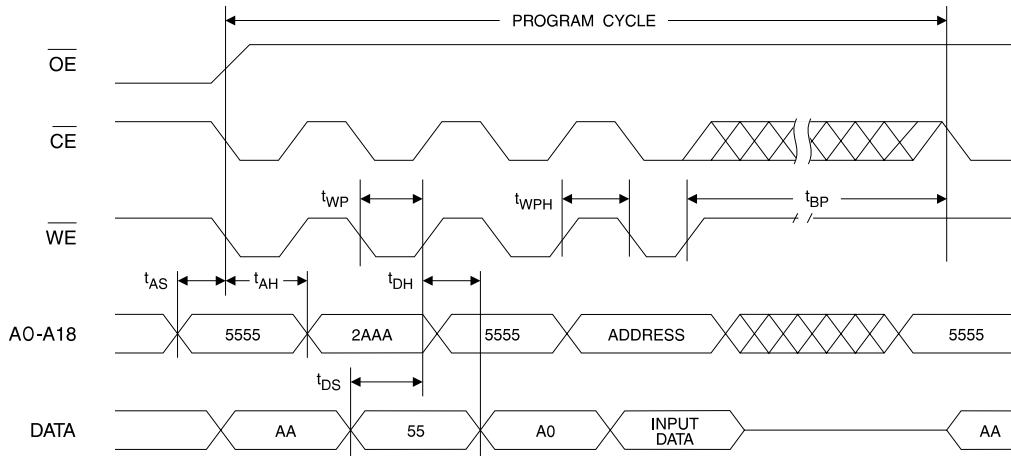 PROGRAM CYCLE
OE
CE
tWP
tWPH
tBP
WE
tAS
tAH
tDH
A0-A18
5555
2AAA
5555
ADDRESS
5555
tDS
DATA
AA
55
A0
INPUT
DATA
AA